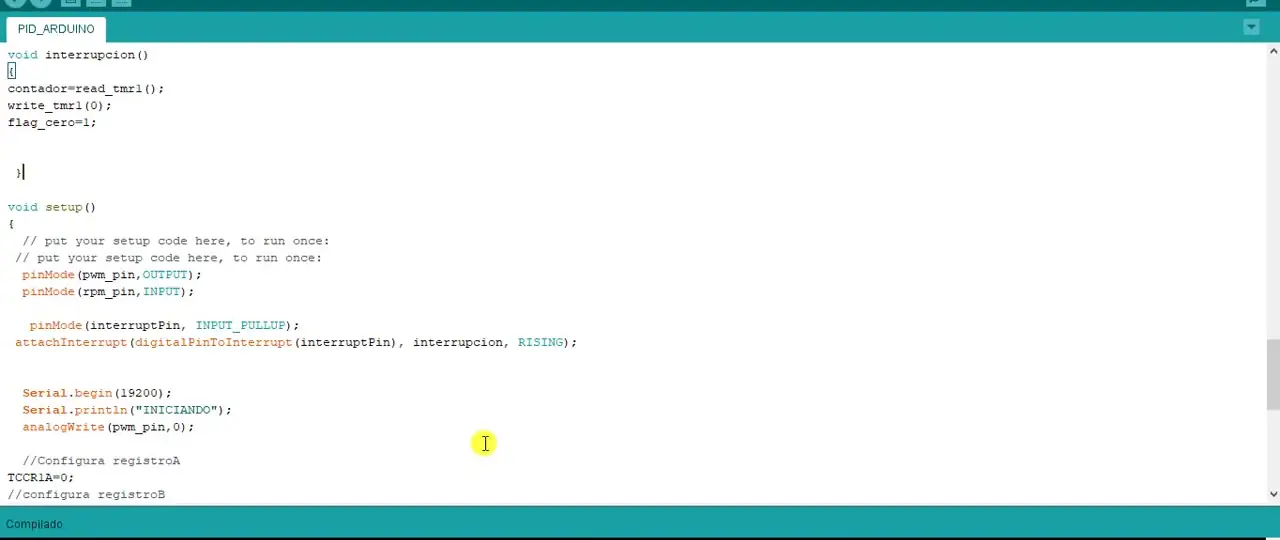 PID_ARDUINO
void interrupcion()
{
contador=read_tmr1();
write_tmr1(0);
flag_cero=1;
}
void setup()
{
// put your setup code here, to run once:
// put your setup code here, to run once:
pinMode(pwm_pin,OUTPUT);
pinMode(rpm_pin,INPUT);
pinMode(interruptPin, INPUT_PULLUP);
attachInterrupt(digitalPinToInterrupt(interruptPin), interrupcion, RISING);
Serial.begin(19200);
Serial.println("INICIANDO");
analogWrite(pwm_pin,0);
//Configura registroA
TCCR1A=0;
//configura registroB
Compilado